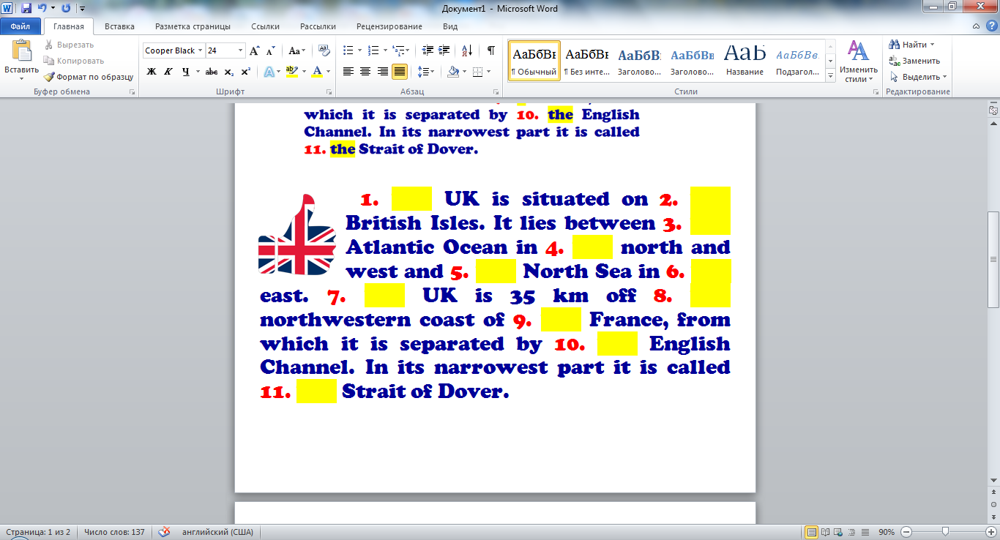 Документ1 - Microsoft Word
Файл Главная Вставка Разметка страницы Ссылки Рассылки Рецензирование Вид
Вставить
Вырезать
Копировать
Формат по образцу
Буфер обмена
Cooper Black 24
Ж К Ч abc x₂ x²
Шрифт
Абзац
АаБбВв АаБбВв АаБбВ АаБбВв АаБ АаБбВв.
¶ Обычный ¶ Без инте... Заголово... Заголово... Название Подзагол...
Стили
Изменить стили
Найти
Заменить
Выделить
Редактирование
which it is separated by 10. the English
Channel. In its narrowest part it is called
11. the Strait of Dover.
1. UK is situated on 2.
British Isles. It lies between 3.
Atlantic Ocean in 4. north and
west and 5. North Sea in 6.
east. 7. UK is 35 km off 8.
northwestern coast of 9. France, from
which it is separated by 10. English
Channel. In its narrowest part it is called
11. Strait of Dover.
Страница: 1 из 2 Число слов: 137 английский (США) 90%